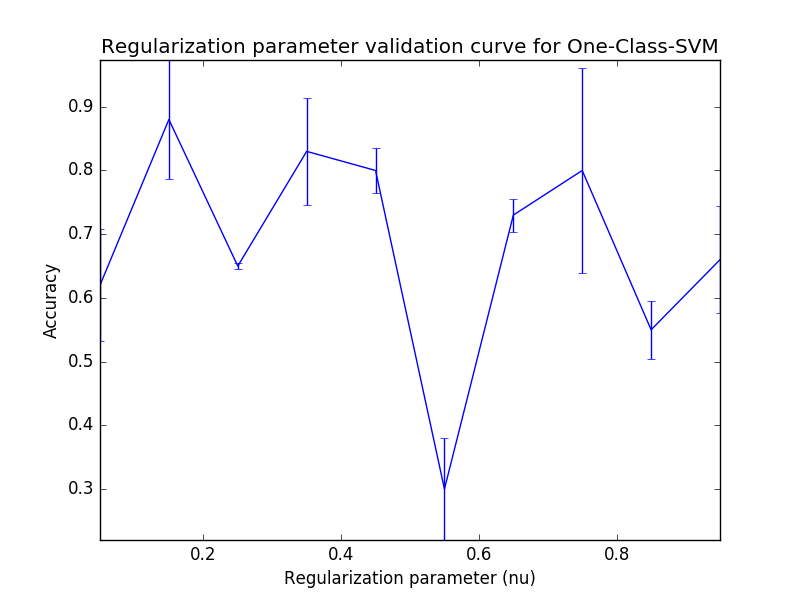 Regularization parameter validation curve for One-Class-SVM
0.9
0.8
0.7
0.6
0.5
0.4
0.3
Accuracy
0.2 0.4 0.6 0.8
Regularization parameter (nu)